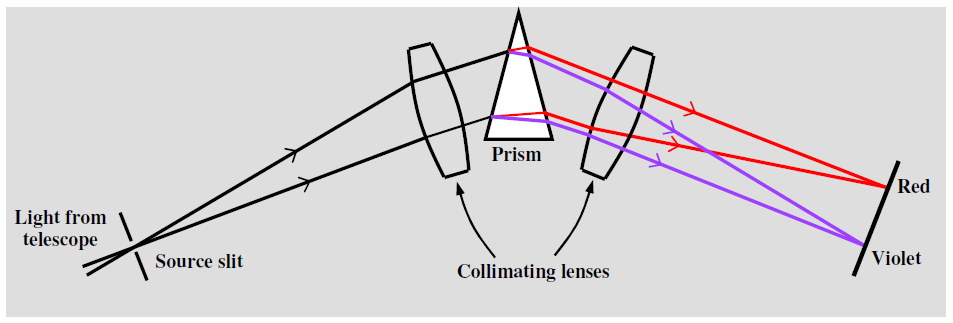 Prism
Red
Light from
telescope
Source slit
Violet
Collimating lenses